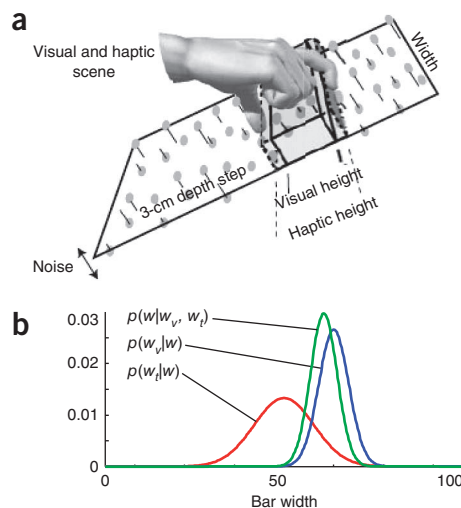 a
Visual and haptic
scene
Width
3-cm depth step
Visual height
Haptic height
Noise
b
0.03
0.02
0.01
0
p(w|w_v, w_t)
p(w_v|w)
p(w_t|w)
0
50
100
Bar width